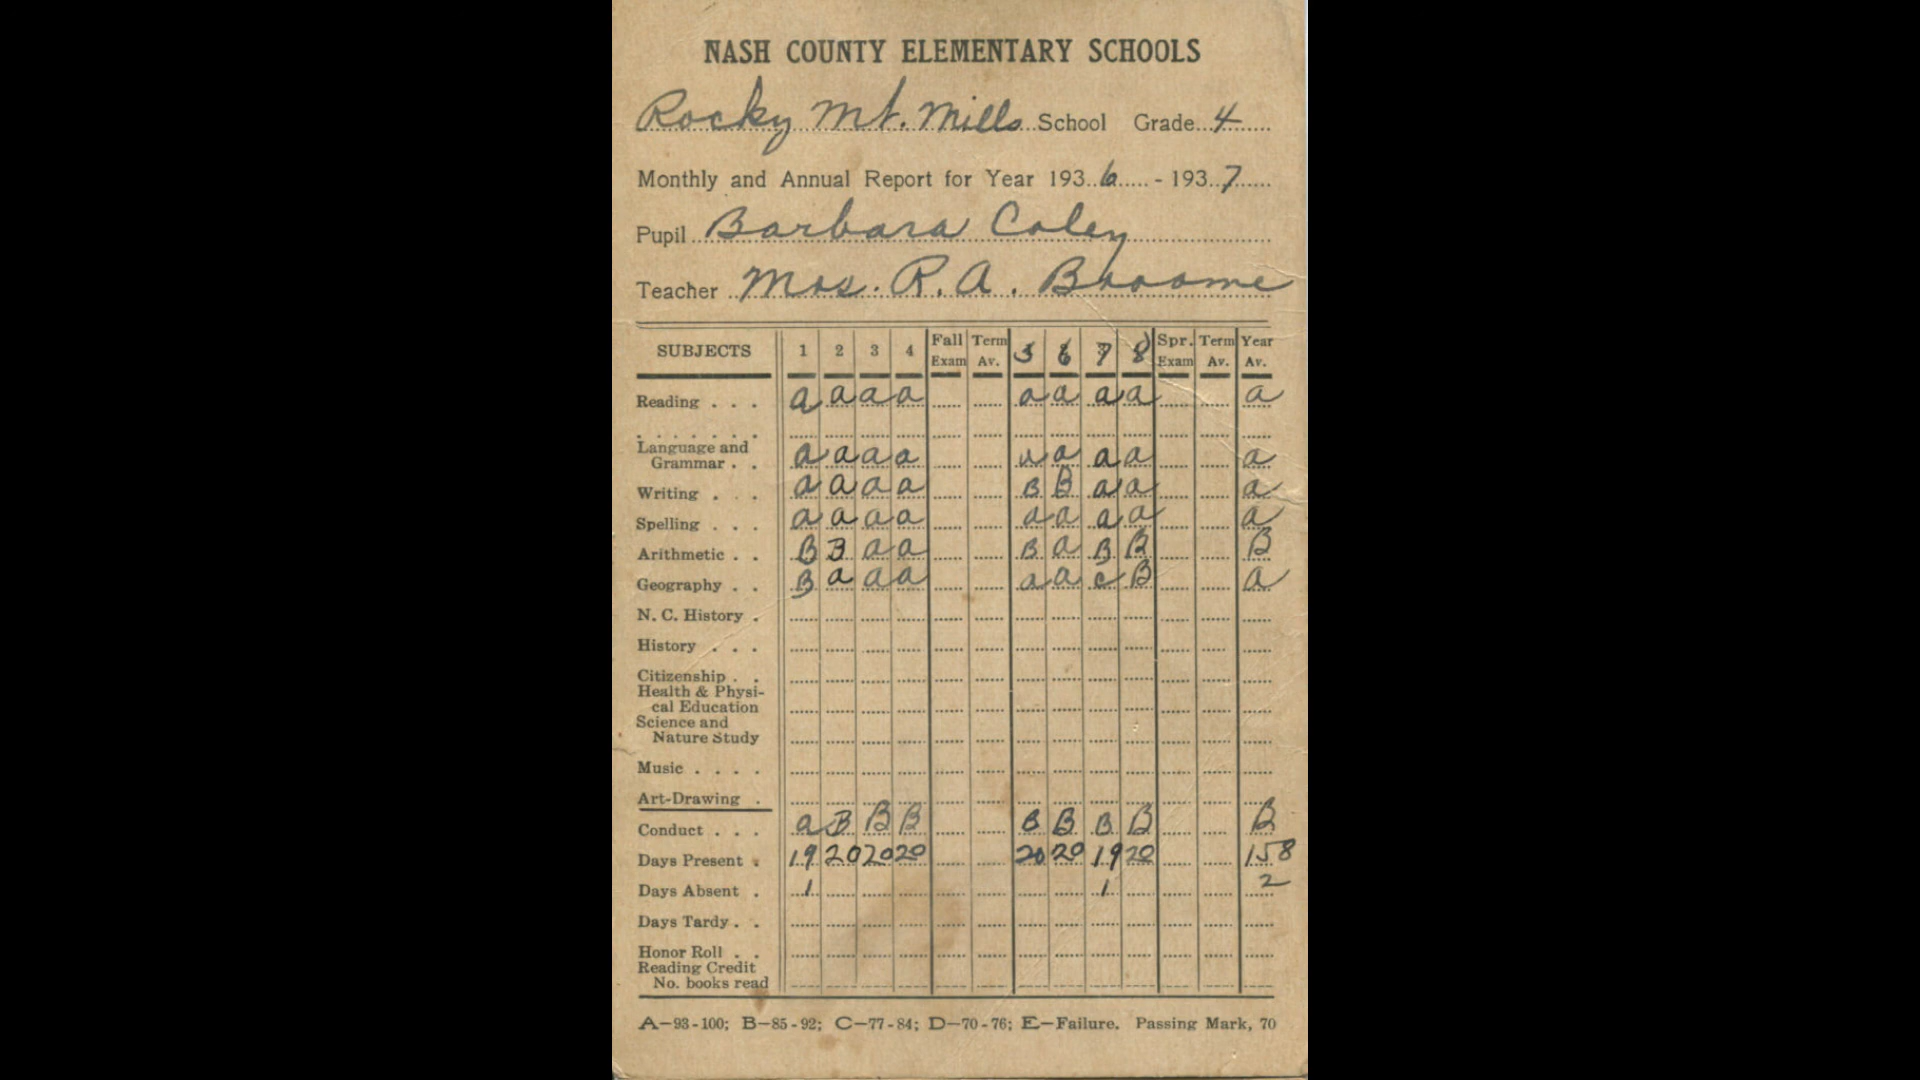 NASH COUNTY ELEMENTARY SCHOOLS
Rocky Mt. Mills School Grade 4
Monthly and Annual Report for Year 1936 - 1937
Pupil Barbara Coley
Teacher Mrs. R. A. Broome
SUBJECTS 1 2 3 4 Fall Exam Term Av. 5 6 7 8 Spr. Exam Term Av. Year Av.
Reading a a a a a a a a a
Language and
Grammar a a a a a a a a a
Writing a a a a B B a a a
Spelling a a a a a a a a a
Arithmetic B B a a B a B B B
Geography B a a a a a c B a
N. C. History
History
Citizenship
Health & Physi-
cal Education
Science and
Nature Study
Music
Art-Drawing
Conduct a B B B B B B B B
Days Present 19 20 20 20 20 20 19 20 158
Days Absent 1 1 2
Days Tardy
Honor Roll
Reading Credit
No. books read
A—93-100; B—85-92; C—77-84; D—70-76; E—Failure. Passing Mark, 70